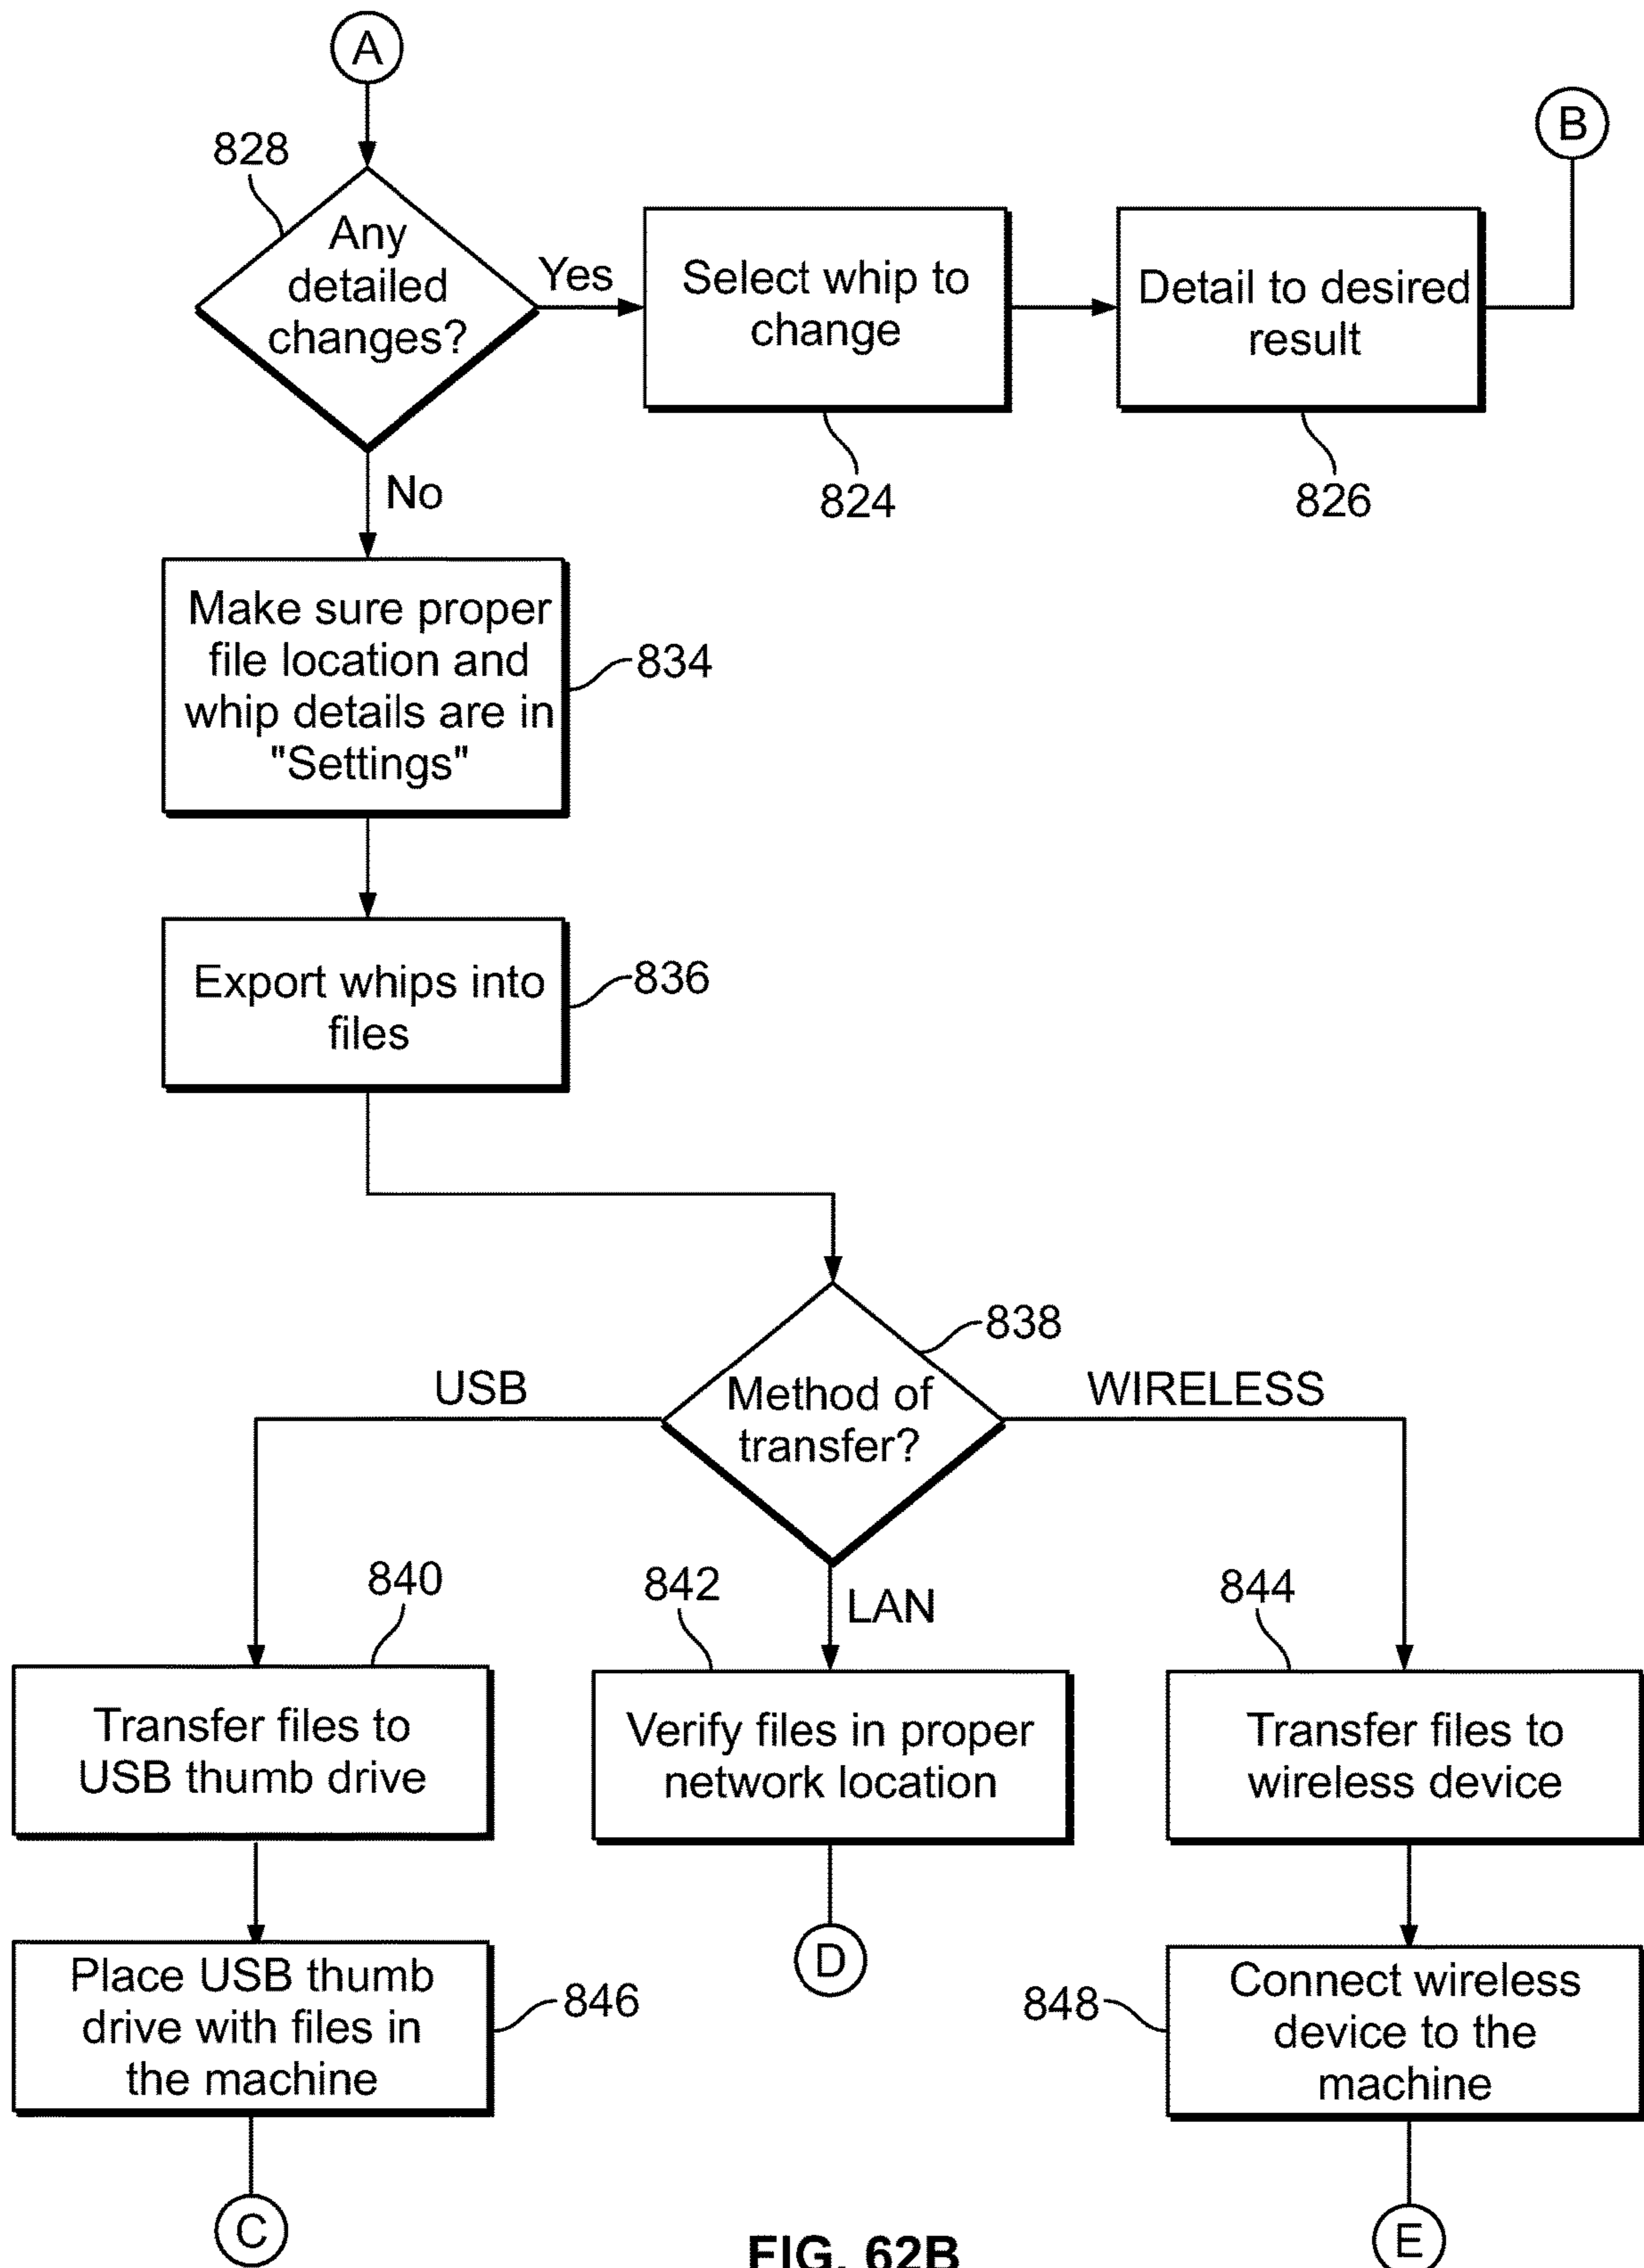 A
B
828
Any
detailed
changes?
Yes
Select whip to
change
Detail to desired
result
824
826
No
Make sure proper
file location and
whip details are in
"Settings"
834
Export whips into
files
836
838
Method of
transfer?
USB
WIRELESS
LAN
840
842
844
Transfer files to
USB thumb drive
Verify files in proper
network location
Transfer files to
wireless device
Place USB thumb
drive with files in
the machine
846
D
848
Connect wireless
device to the
machine
C
E
FIG. 62B